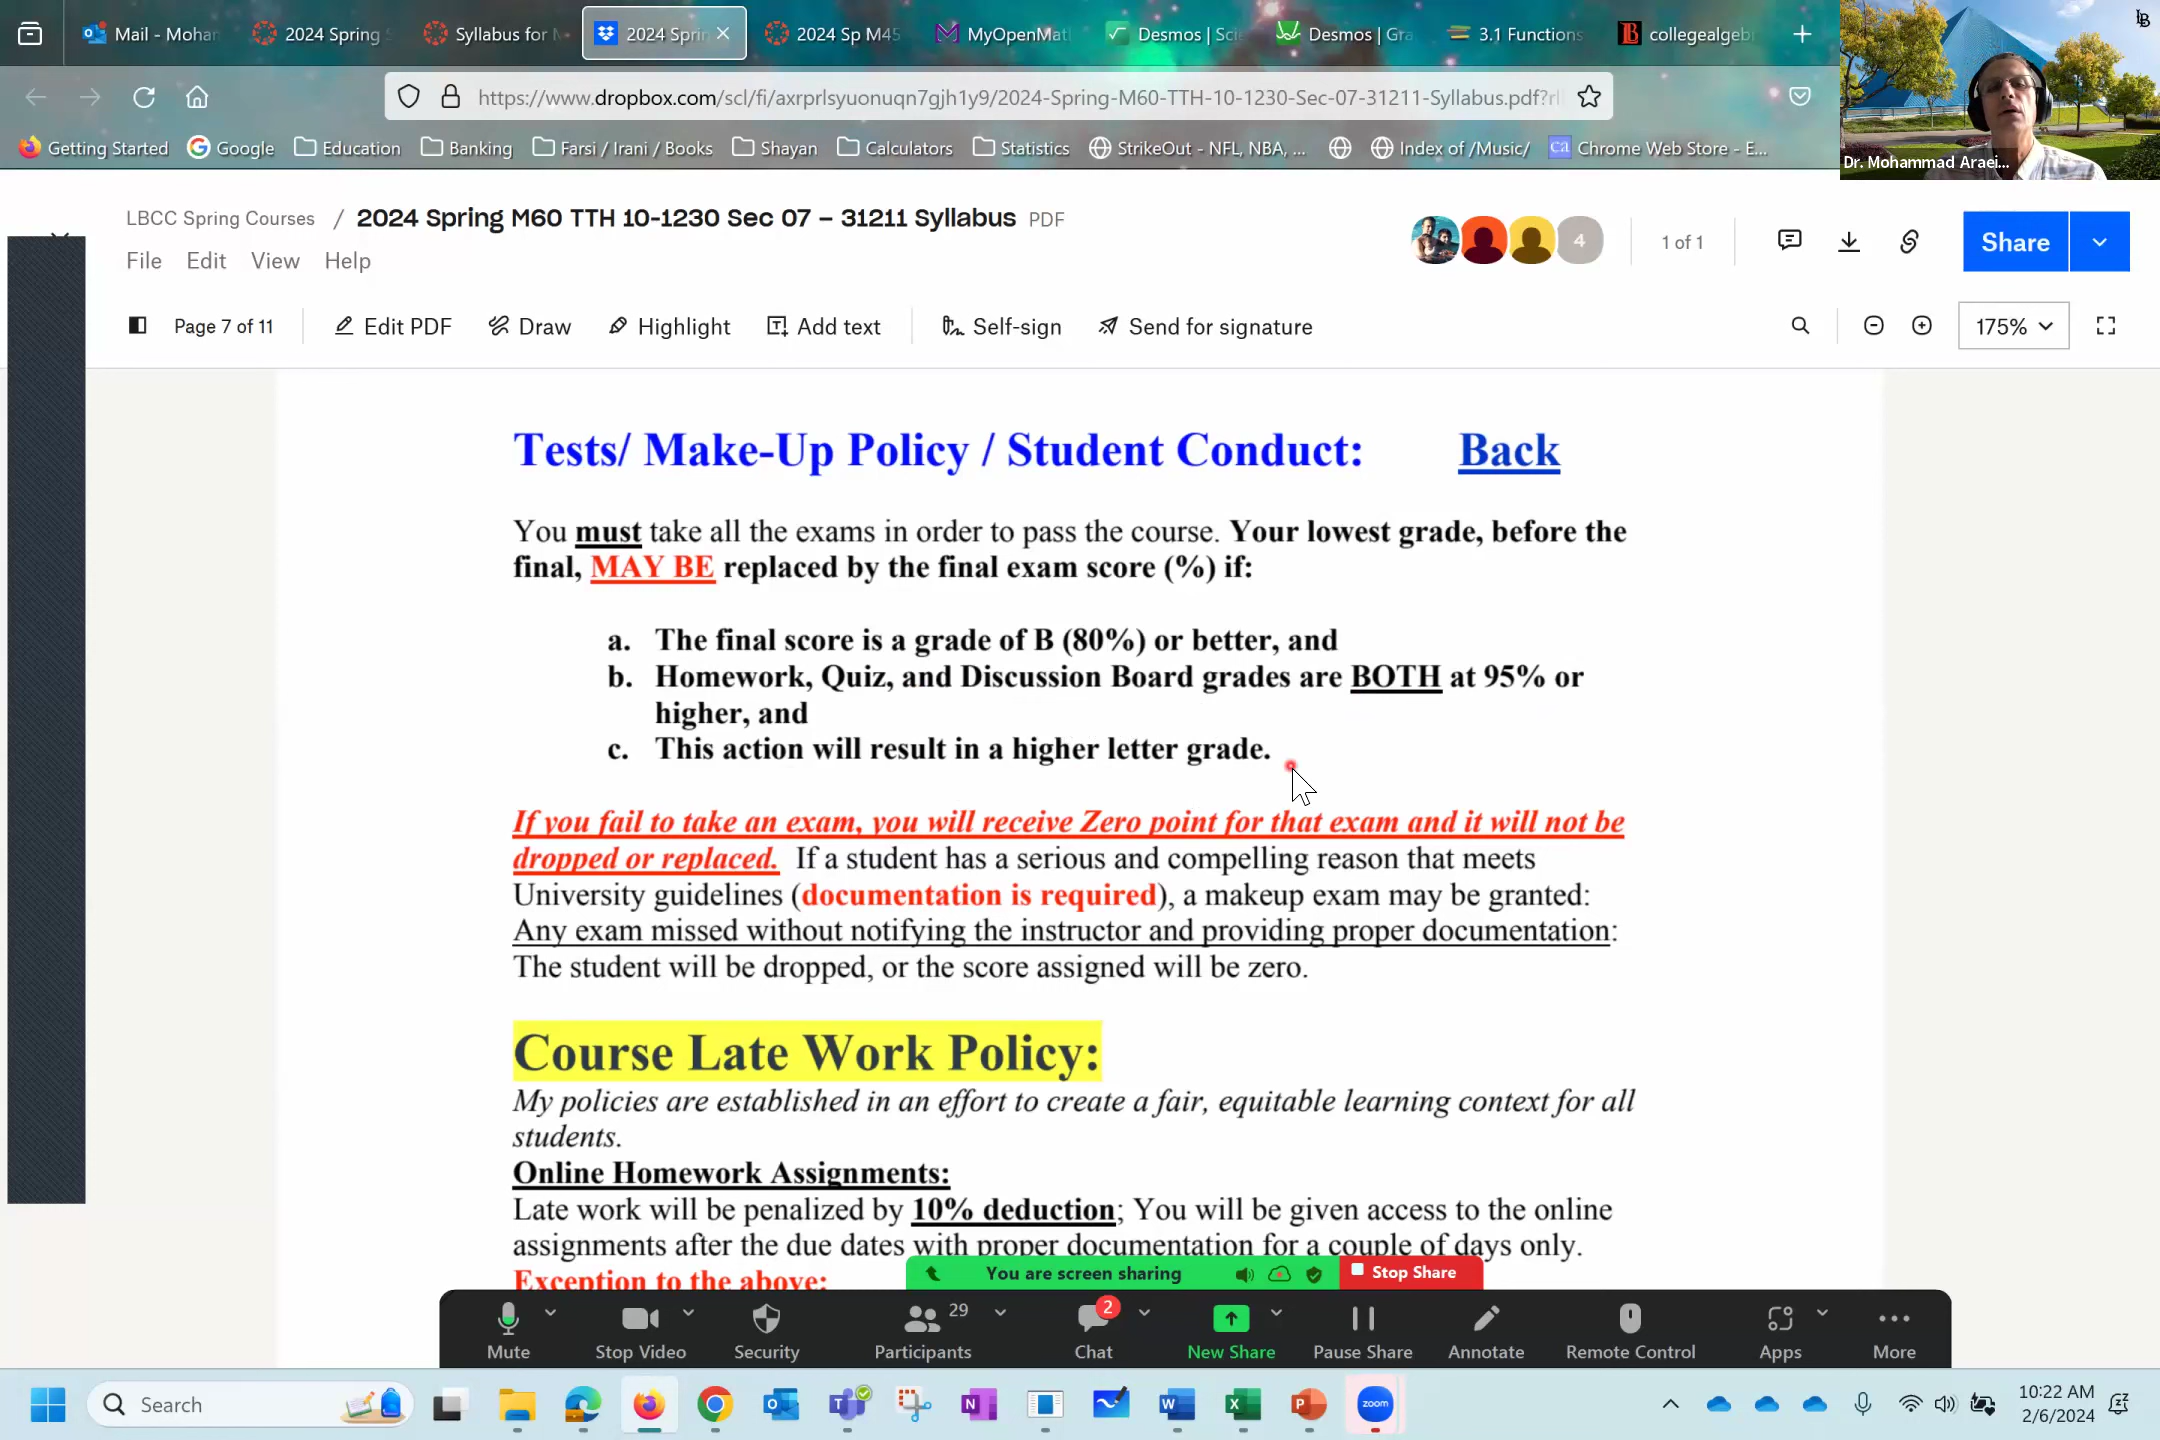 Mail - Mohar
2024 Spring
Syllabus for
2024 Sprin
2024 Sp M45
MyOpenMat
Desmos | Scie
Desmos | Gra
3.1 Functions
collegealgeb
https://www.dropbox.com/scl/fi/axrprlsyuonuqn7gjh1y9/2024-Spring-M60-TTH-10-1230-Sec-07-31211-Syllabus.pdf?rl
Getting Started
Google
Education
Banking
Farsi / Irani / Books
Shayan
Calculators
Statistics
StrikeOut - NFL, NBA, ...
Index of /Music/
Chrome Web Store - E...
Dr. Mohammad Araei...
LBCC Spring Courses / 2024 Spring M60 TTH 10-1230 Sec 07 – 31211 Syllabus PDF
File Edit View Help
4
1 of 1
Share
Page 7 of 11
Edit PDF
Draw
Highlight
Add text
Self-sign
Send for signature
175%
Tests/ Make-Up Policy / Student Conduct: Back
You must take all the exams in order to pass the course. Your lowest grade, before the
final, MAY BE replaced by the final exam score (%) if:
a. The final score is a grade of B (80%) or better, and
b. Homework, Quiz, and Discussion Board grades are BOTH at 95% or
higher, and
c. This action will result in a higher letter grade.
If you fail to take an exam, you will receive Zero point for that exam and it will not be
dropped or replaced. If a student has a serious and compelling reason that meets
University guidelines (documentation is required), a makeup exam may be granted:
Any exam missed without notifying the instructor and providing proper documentation:
The student will be dropped, or the score assigned will be zero.
Course Late Work Policy:
My policies are established in an effort to create a fair, equitable learning context for all
students.
Online Homework Assignments:
Late work will be penalized by 10% deduction; You will be given access to the online
assignments after the due dates with proper documentation for a couple of days only.
Exception to the above:
You are screen sharing
Stop Share
Mute
Stop Video
Security
Participants 29
Chat 2
New Share
Pause Share
Annotate
Remote Control
Apps
More
Search
zoom
10:22 AM
2/6/2024